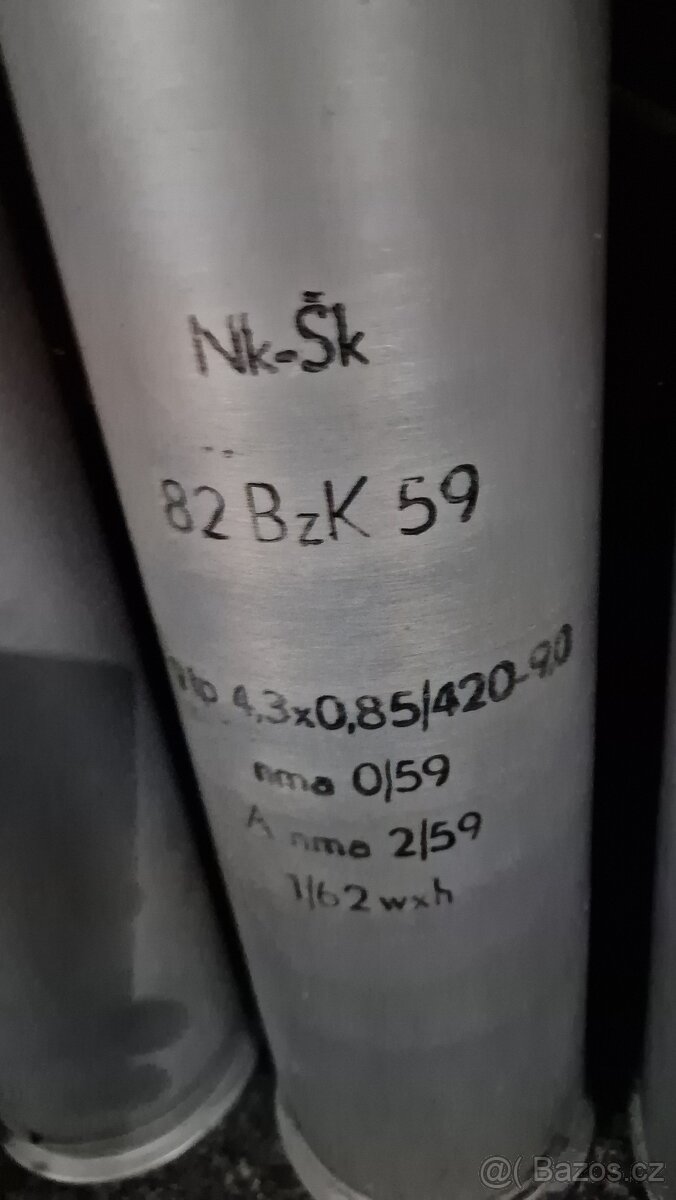 Nk-Šk
82 BzK 59
4,3x0,85/420-9,0
nma 0/59
A nmo 2/59
1/62 wxh
@( Bazos.cz